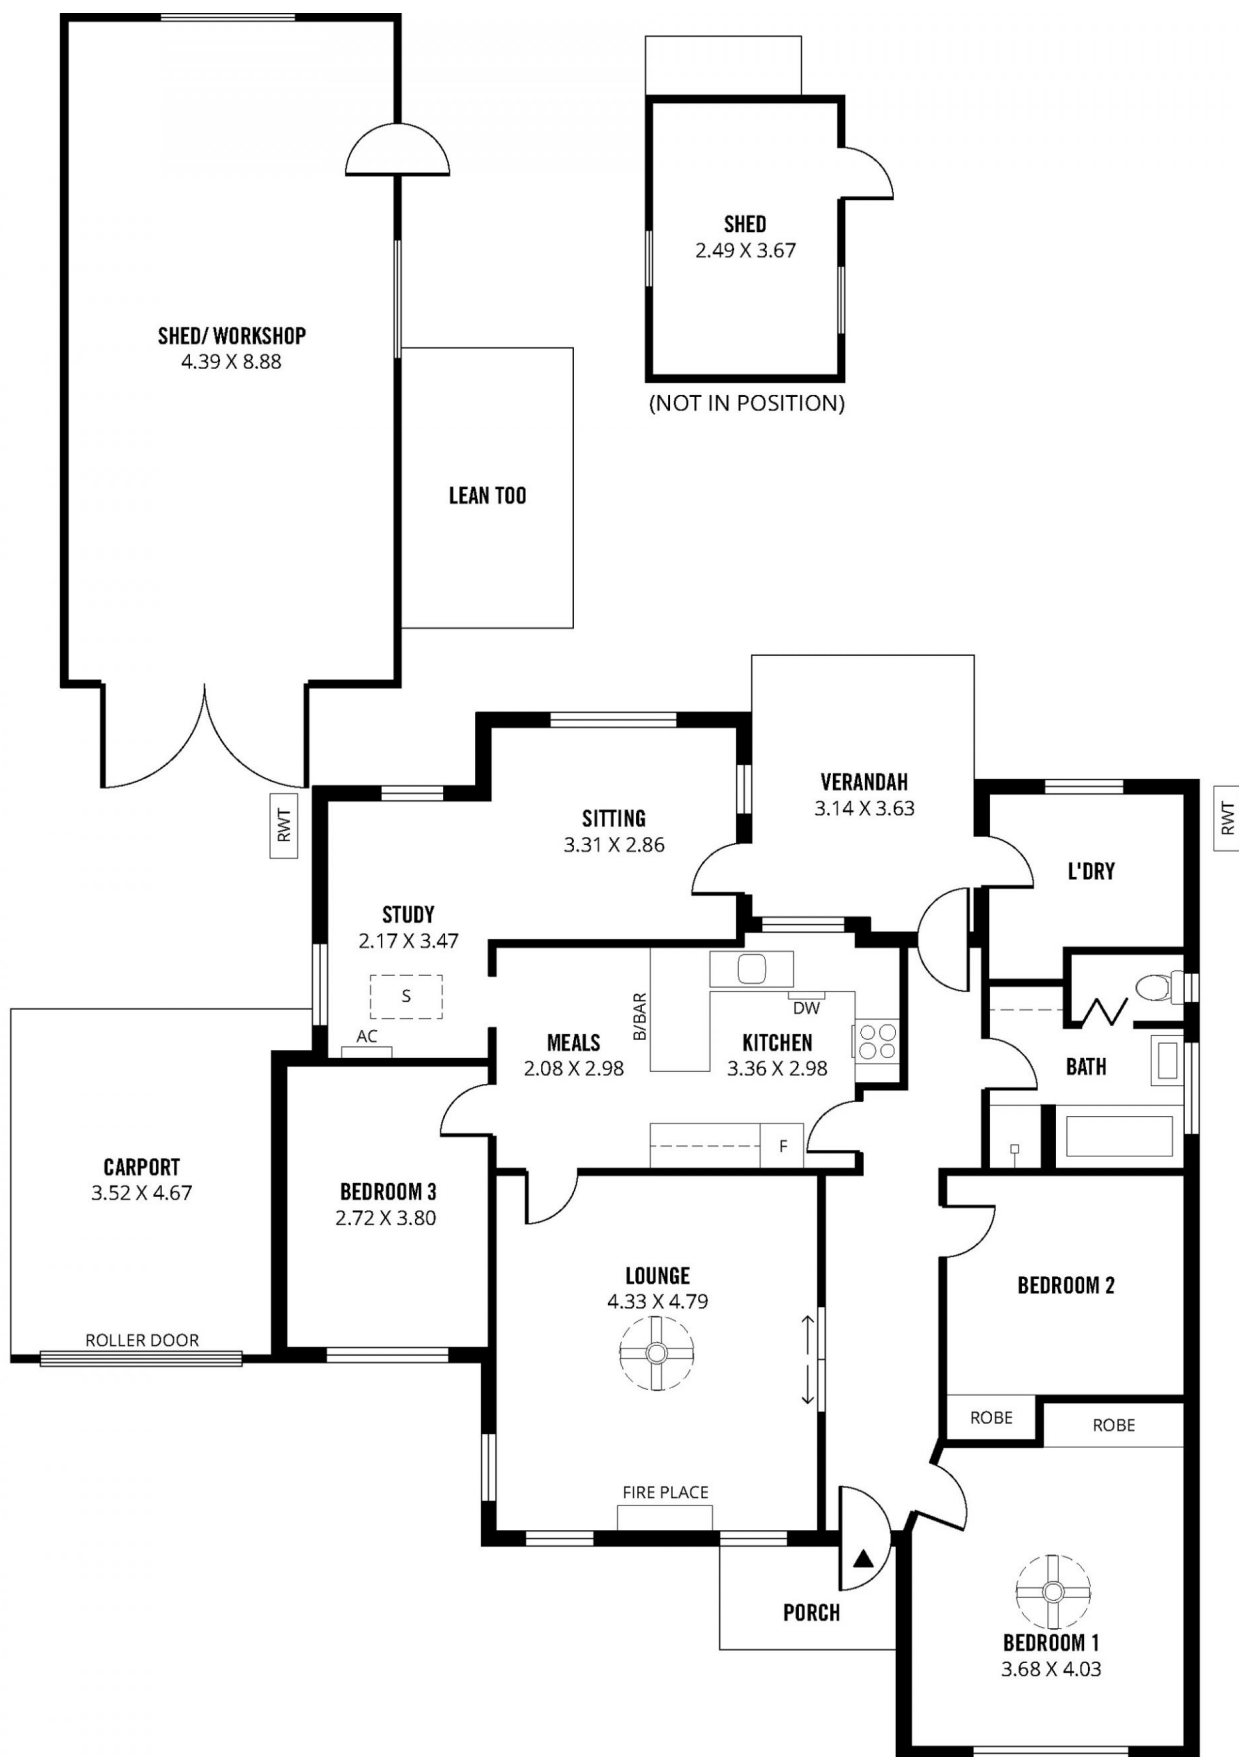 SHED
2.49 X 3.67
(NOT IN POSITION)
SHED/ WORKSHOP
4.39 X 8.88
LEAN TOO
RWT
VERANDAH
3.14 X 3.63
RWT
SITTING
3.31 X 2.86
L'DRY
STUDY
2.17 X 3.47
S
AC
B/BAR
DW
MEALS
2.08 X 2.98
KITCHEN
3.36 X 2.98
BATH
F
CARPORT
3.52 X 4.67
ROLLER DOOR
BEDROOM 3
2.72 X 3.80
LOUNGE
4.33 X 4.79
BEDROOM 2
ROBE
ROBE
FIRE PLACE
PORCH
BEDROOM 1
3.68 X 4.03